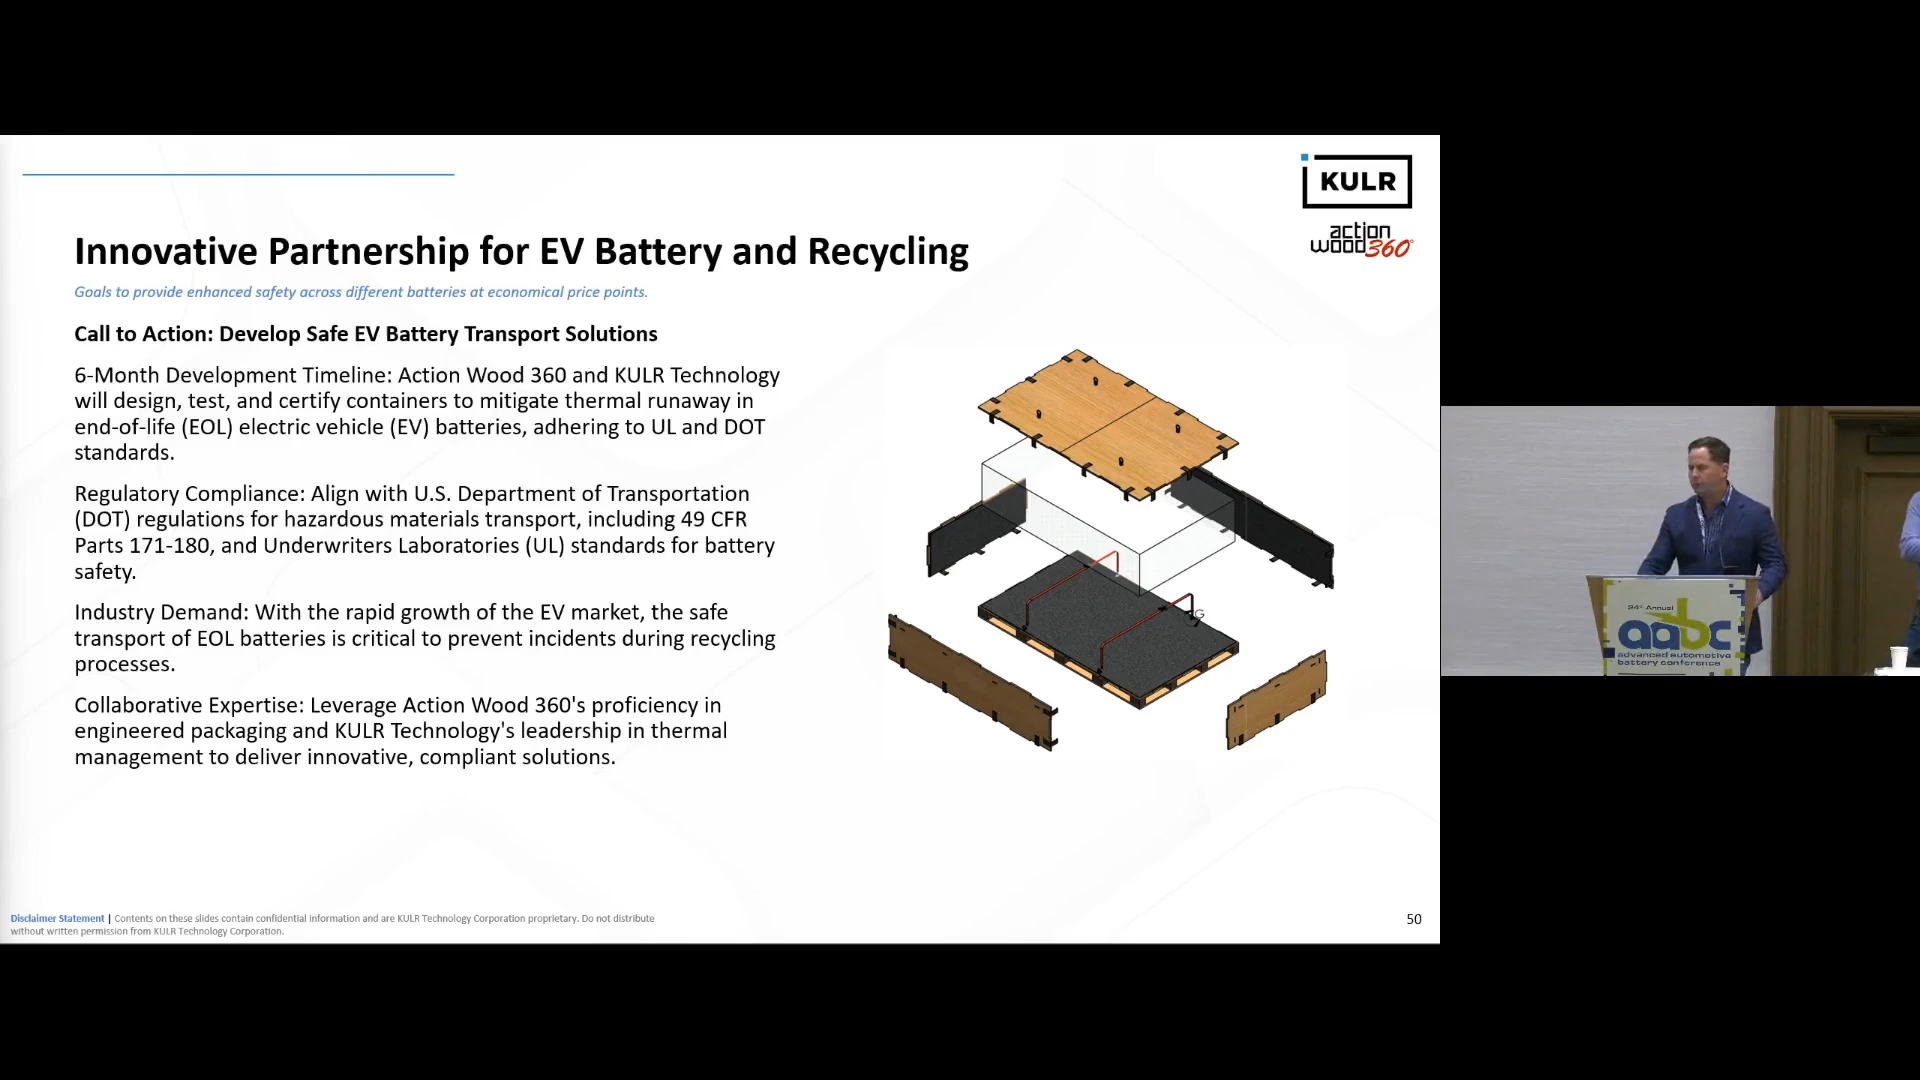 KULR
action
wood360°
Innovative Partnership for EV Battery and Recycling
Goals to provide enhanced safety across different batteries at economical price points.
Call to Action: Develop Safe EV Battery Transport Solutions
6-Month Development Timeline: Action Wood 360 and KULR Technology
will design, test, and certify containers to mitigate thermal runaway in
end-of-life (EOL) electric vehicle (EV) batteries, adhering to UL and DOT
standards.
Regulatory Compliance: Align with U.S. Department of Transportation
(DOT) regulations for hazardous materials transport, including 49 CFR
Parts 171-180, and Underwriters Laboratories (UL) standards for battery
safety.
Industry Demand: With the rapid growth of the EV market, the safe
transport of EOL batteries is critical to prevent incidents during recycling
processes.
Collaborative Expertise: Leverage Action Wood 360's proficiency in
engineered packaging and KULR Technology's leadership in thermal
management to deliver innovative, compliant solutions.
G
Disclaimer Statement | Contents on these slides contain confidential information and are KULR Technology Corporation proprietary. Do not distribute
without written permission from KULR Technology Corporation.
50
24th Annual
aabc
advanced automotive
battery conference